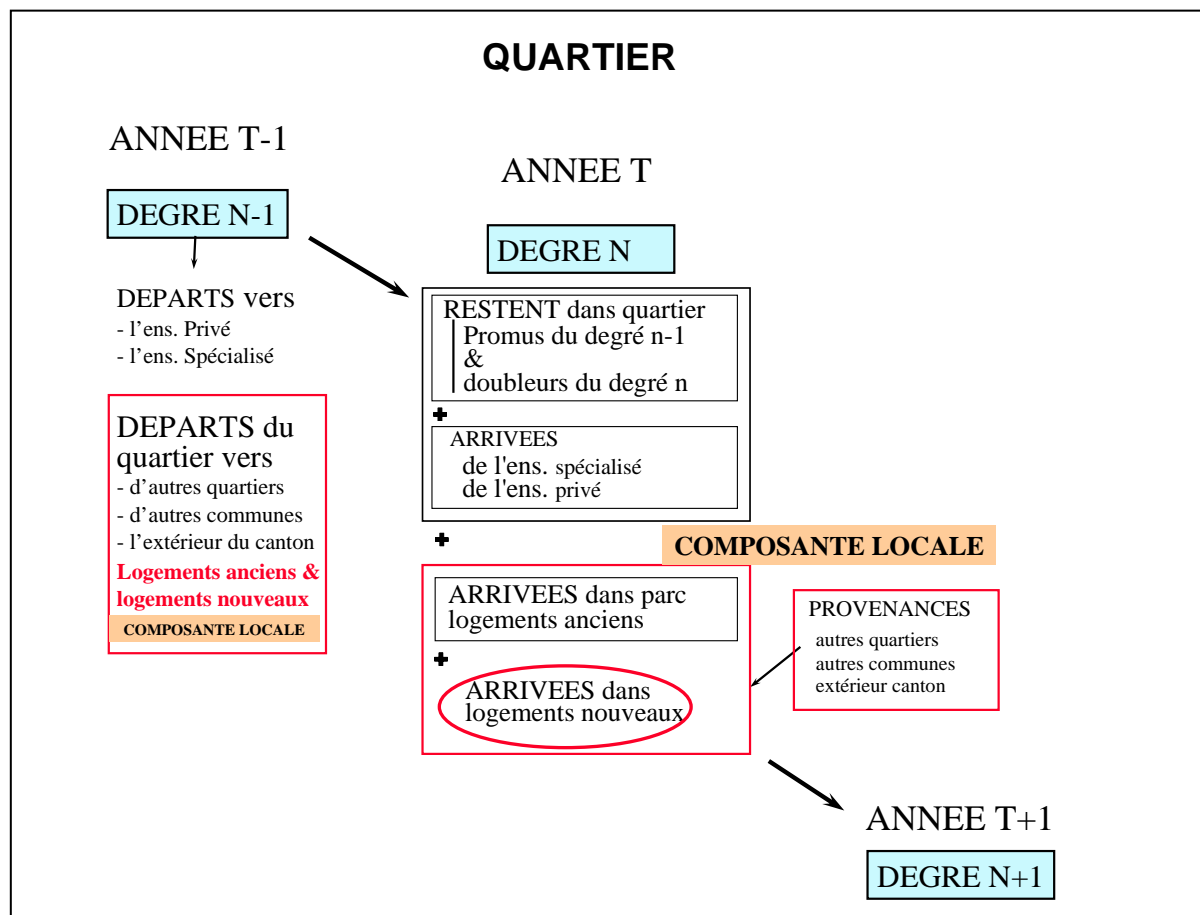 QUARTIER
ANNEE T-1
DEGRE N-1
DEPARTS vers
- l’ens. Privé
- l’ens. Spécialisé
DEPARTS du
quartier vers
- d’autres quartiers
- d’autres communes
- l’extérieur du canton
Logements anciens &
logements nouveaux
COMPOSANTE LOCALE
ANNEE T
DEGRE N
RESTENT dans quartier
Promus du degré n-1
&
doubleurs du degré n
+
ARRIVEES
de l'ens. spécialisé
de l'ens. privé
+
COMPOSANTE LOCALE
ARRIVEES dans parc
logements anciens
+
ARRIVEES dans
logements nouveaux
PROVENANCES
autres quartiers
autres communes
extérieur canton
ANNEE T+1
DEGRE N+1